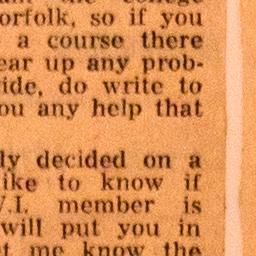 the college
orfolk, so if you
a course there
ear up any prob-
ide, do write to
ou any help that
ly decided on a
ike to know if
V.I. member is
will put you in
t me know the